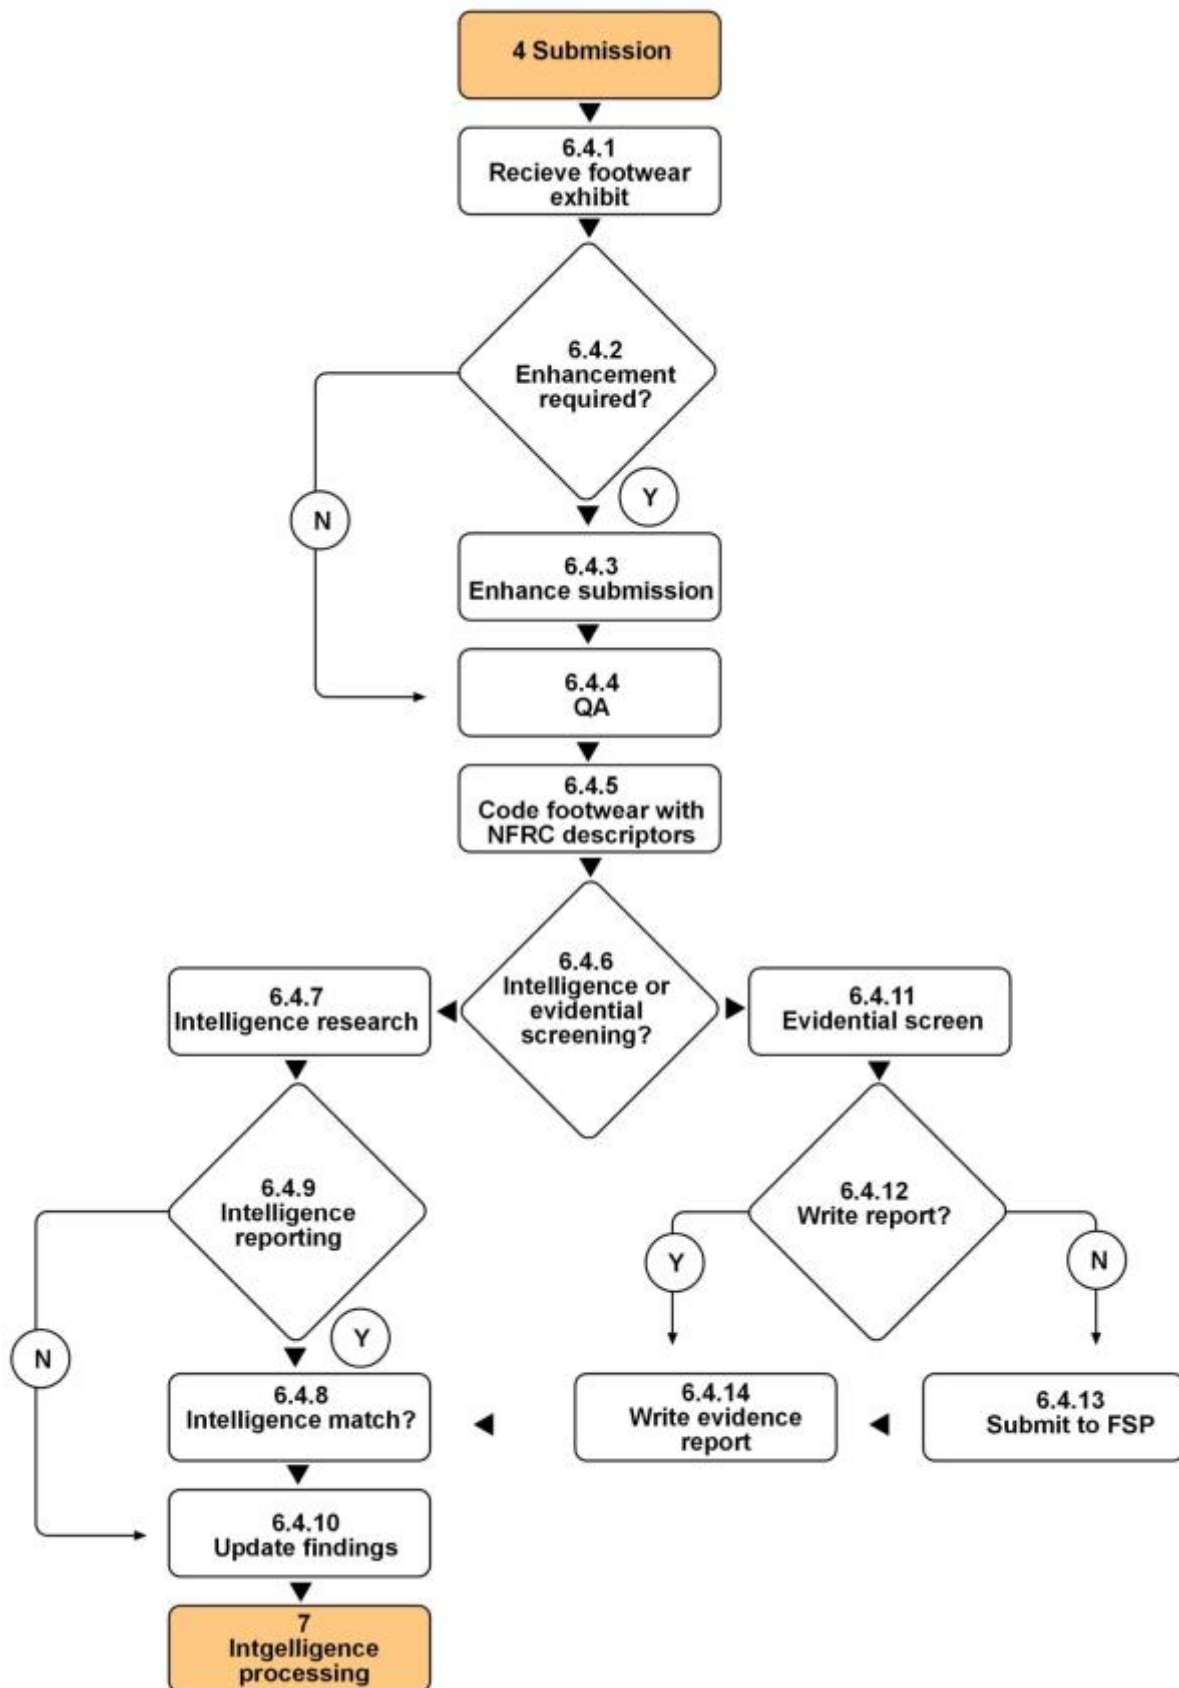 4 Submission
6.4.1
Recieve footwear
exhibit
6.4.2
Enhancement
required?
Y
N
6.4.3
Enhance submission
6.4.4
QA
6.4.5
Code footwear with
NFRC descriptors
6.4.6
Intelligence or
evidential
screening?
6.4.7
Intelligence research
6.4.11
Evidential screen
6.4.9
Intelligence
reporting
6.4.12
Write report?
Y
N
Y
N
6.4.8
Intelligence match?
6.4.14
Write evidence
report
6.4.13
Submit to FSP
6.4.10
Update findings
7
Intgelligence
processing